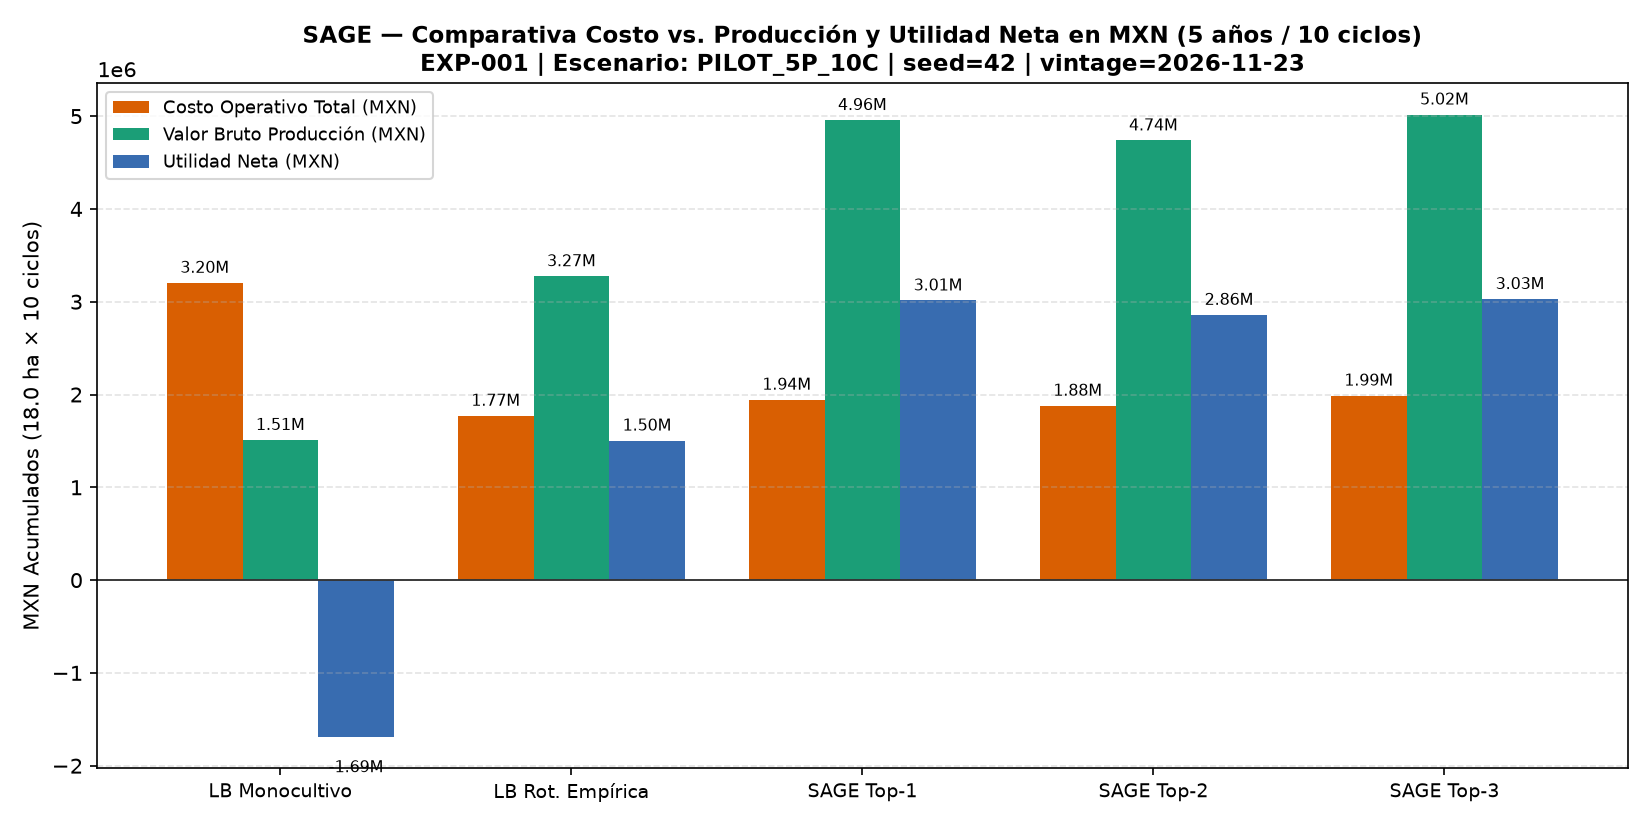 SAGE — Comparativa Costo vs. Producción y Utilidad Neta en MXN (5 años / 10 ciclos)
EXP-001 | Escenario: PILOT_5P_10C | seed=42 | vintage=2026-11-23
1e6
Costo Operativo Total (MXN)
Valor Bruto Producción (MXN)
Utilidad Neta (MXN)
MXN Acumulados (18.0 ha × 10 ciclos)
5
4
3
2
1
0
−1
−2
3.20M
1.51M
-1.69M
1.77M
3.27M
1.50M
1.94M
4.96M
3.01M
1.88M
4.74M
2.86M
1.99M
5.02M
3.03M
LB Monocultivo
LB Rot. Empírica
SAGE Top-1
SAGE Top-2
SAGE Top-3